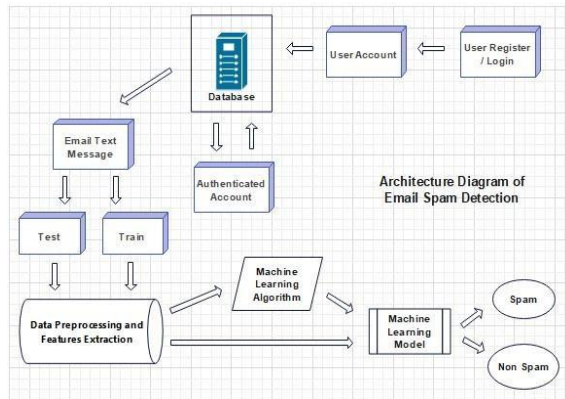 User Register
/ Login
User Account
Database
Email Text
Message
Authenticated
Account
Architecture Diagram of
Email Spam Detection
Test
Train
Data Preprocessing and
Features Extraction
Machine
Learning
Algorithm
Machine
Learning
Model
Spam
Non Spam